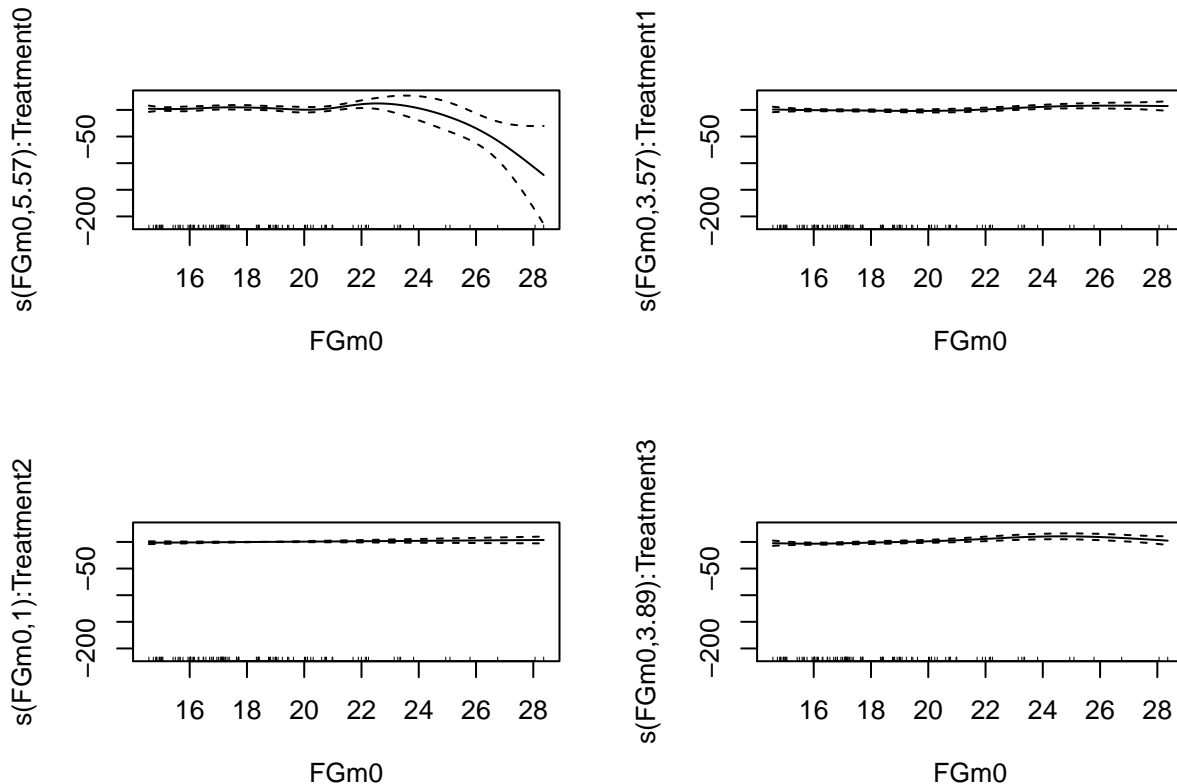 s(FGm0,5.57):Treatment0
-50
-200
16 18 20 22 24 26 28
FGm0
s(FGm0,3.57):Treatment1
-50
-200
16 18 20 22 24 26 28
FGm0
s(FGm0,1):Treatment2
-50
-200
16 18 20 22 24 26 28
FGm0
s(FGm0,3.89):Treatment3
-50
-200
16 18 20 22 24 26 28
FGm0